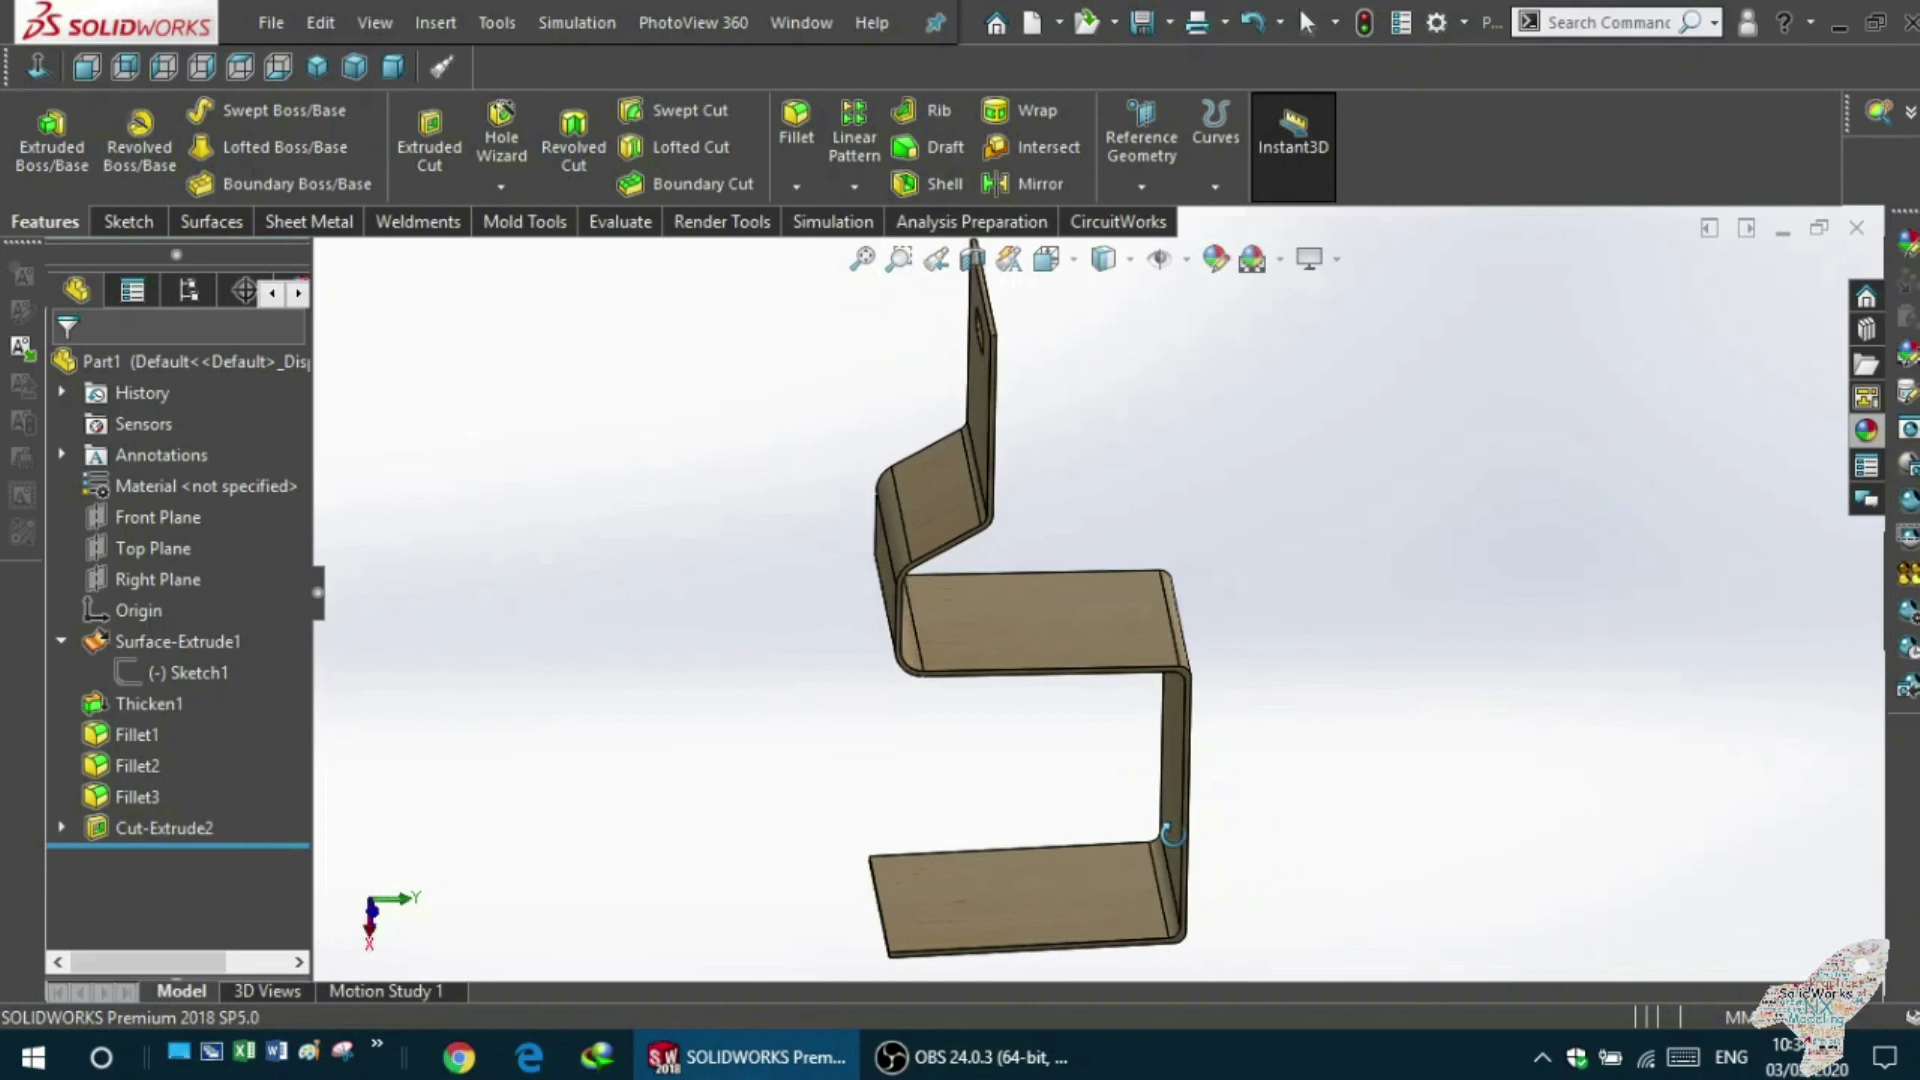 SOLIDWORKS
File Edit View Insert Tools Simulation PhotoView 360 Window Help
P...
Search Commanc
Extruded Boss/Base
Revolved Boss/Base
Swept Boss/Base
Lofted Boss/Base
Boundary Boss/Base
Extruded Cut
Hole Wizard
Revolved Cut
Swept Cut
Lofted Cut
Boundary Cut
Fillet
Linear Pattern
Rib
Draft
Shell
Wrap
Intersect
Mirror
Reference Geometry
Curves
Instant3D
Features Sketch Surfaces Sheet Metal Weldments Mold Tools Evaluate Render Tools Simulation Analysis Preparation CircuitWorks
Part1 (Default<<Default>_Disp
History
Sensors
Annotations
Material <not specified>
Front Plane
Top Plane
Right Plane
Origin
Surface-Extrude1
(-) Sketch1
Thicken1
Fillet1
Fillet2
Fillet3
Cut-Extrude2
Y
X
Model 3D Views Motion Study 1
SolidWorks
NX
Modeling
SOLIDWORKS Premium 2018 SP5.0
SOLIDWORKS Prem...
OBS 24.0.3 (64-bit, ...
ENG